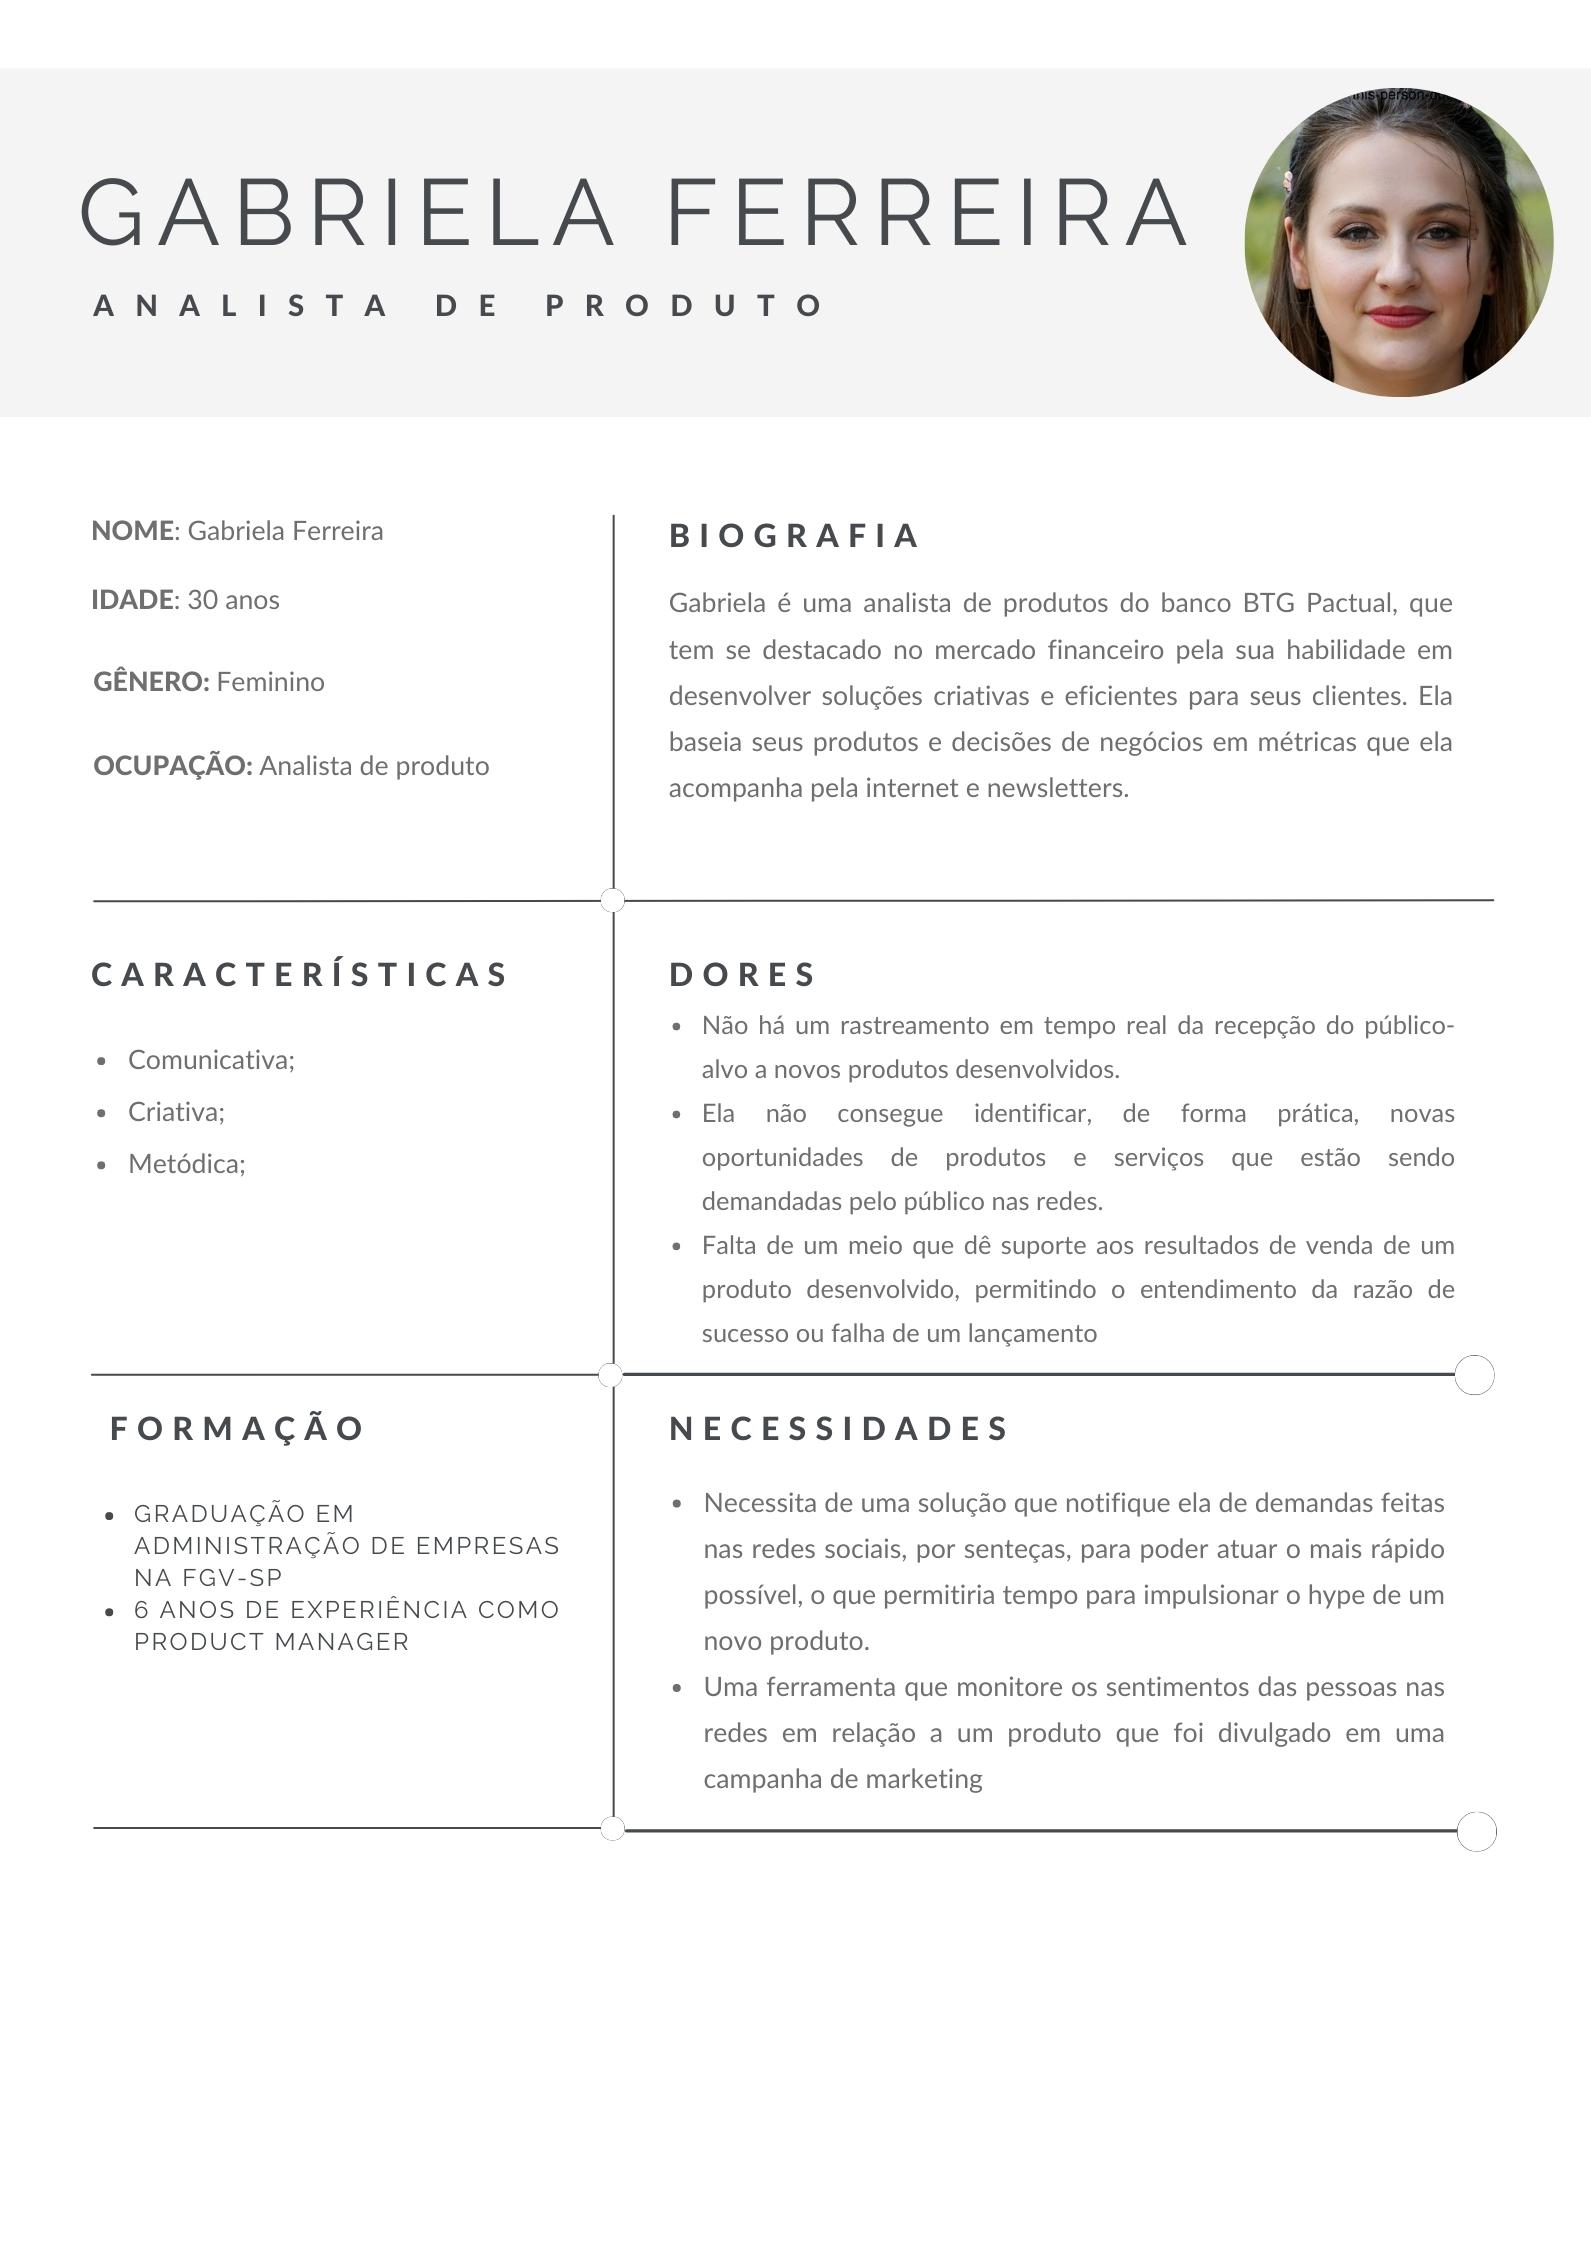 GABRIELA FERREIRA
ANALISTA DE PRODUTO
NOME: Gabriela Ferreira
IDADE: 30 anos
GÊNERO: Feminino
OCUPAÇÃO: Analista de produto
BIOGRAFIA
Gabriela é uma analista de produtos do banco BTG Pactual, que
tem se destacado no mercado financeiro pela sua habilidade em
desenvolver soluções criativas e eficientes para seus clientes. Ela
baseia seus produtos e decisões de negócios em métricas que ela
acompanha pela internet e newsletters.
CARACTERÍSTICAS
• Comunicativa;
• Criativa;
• Metódica;
DORES
• Não há um rastreamento em tempo real da recepção do público-
alvo a novos produtos desenvolvidos.
• Ela não consegue identificar, de forma prática, novas
oportunidades de produtos e serviços que estão sendo
demandadas pelo público nas redes.
• Falta de um meio que dê suporte aos resultados de venda de um
produto desenvolvido, permitindo o entendimento da razão de
sucesso ou falha de um lançamento
FORMAÇÃO
• GRADUAÇÃO EM
ADMINISTRAÇÃO DE EMPRESAS
NA FGV-SP
• 6 ANOS DE EXPERIÊNCIA COMO
PRODUCT MANAGER
NECESSIDADES
• Necessita de uma solução que notifique ela de demandas feitas
nas redes sociais, por senteças, para poder atuar o mais rápido
possível, o que permitiria tempo para impulsionar o hype de um
novo produto.
• Uma ferramenta que monitore os sentimentos das pessoas nas
redes em relação a um produto que foi divulgado em uma
campanha de marketing